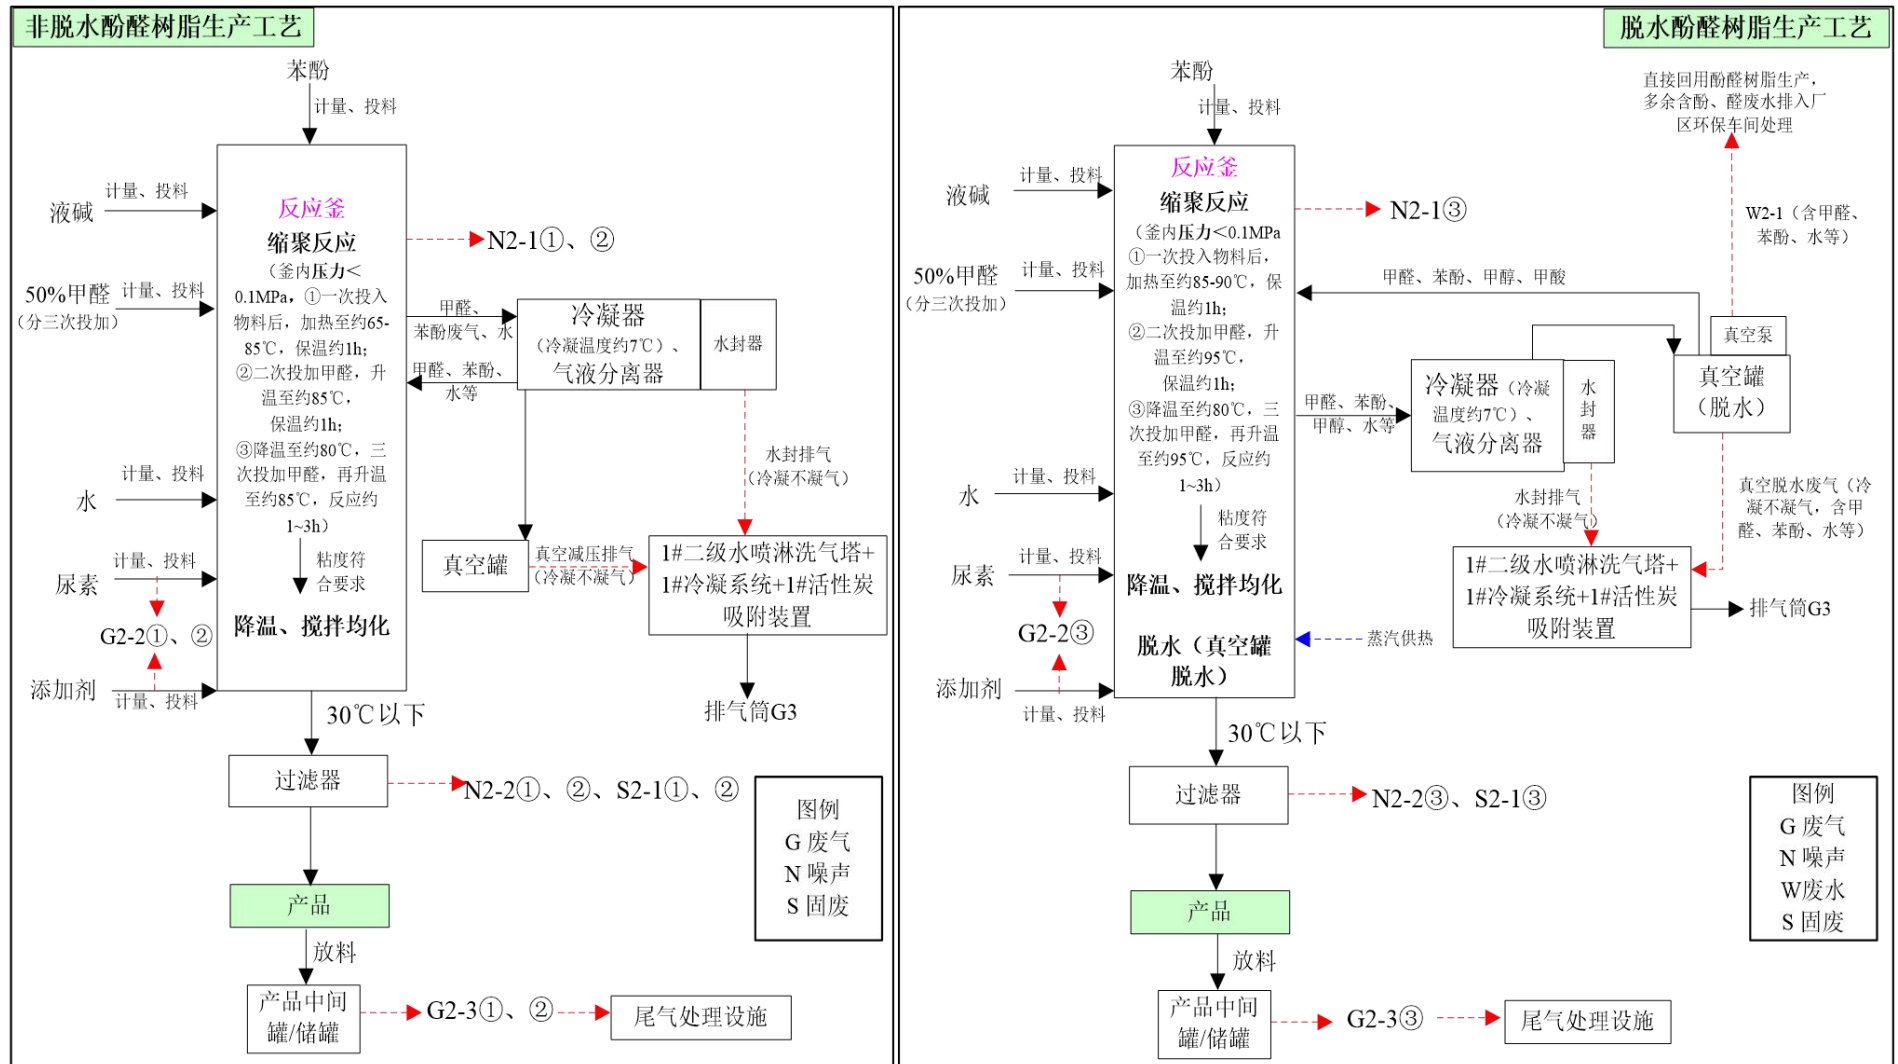 非脱水酚醛树脂生产工艺
苯酚
计量、投料
液碱
计量、投料
50%甲醛
（分三次投加）
计量、投料
水
计量、投料
尿素
计量、投料
G2-2①、②
添加剂
计量、投料
反应釜
缩聚反应
（釜内压力＜
0.1MPa，①一次投入
物料后，加热至约65-
85℃，保温约1h；
②二次投加甲醛，升
温至约85℃，
保温约1h；
③降温至约80℃，三
次投加甲醛，再升温
至约85℃，反应约
1~3h）
粘度符
合要求
降温、搅拌均化
N2-1①、②
甲醛、
苯酚废气、水
甲醛、苯酚、
水等
冷凝器
（冷凝温度约7℃）、
气液分离器
水封器
水封排气
（冷凝不凝气）
真空罐
真空减压排气
（冷凝不凝气）
1#二级水喷淋洗气塔+
1#冷凝系统+1#活性炭
吸附装置
排气筒G3
30℃以下
过滤器
N2-2①、②、S2-1①、②
产品
放料
产品中间
罐/储罐
G2-3①、②
尾气处理设施
图例
G 废气
N 噪声
S 固废
脱水酚醛树脂生产工艺
苯酚
计量、投料
液碱
计量、投料
50%甲醛
（分三次投加）
计量、投料
水
计量、投料
尿素
计量、投料
G2-2③
添加剂
计量、投料
反应釜
缩聚反应
（釜内压力＜0.1MPa
①一次投入物料后，
加热至约85-90℃，保
温约1h；
②二次投加甲醛，升
温至约95℃，
保温约1h；
③降温至约80℃，三
次投加甲醛，再升温
至约95℃，反应约
1~3h）
粘度符
合要求
降温、搅拌均化
脱水（真空罐
脱水）
N2-1③
直接回用酚醛树脂生产，
多余含酚、醛废水排入厂
区环保车间处理
W2-1（含甲醛、
苯酚、水等）
甲醛、苯酚、甲醇、甲酸
真空泵
真空罐
（脱水）
甲醛、苯酚、
甲醇、水等
冷凝器（冷凝
温度约7℃）、
气液分离器
水
封
器
水封排气
（冷凝不凝气）
真空脱水废气（冷
凝不凝气，含甲
醛、苯酚、水等）
1#二级水喷淋洗气塔+
1#冷凝系统+1#活性炭
吸附装置
排气筒G3
蒸汽供热
30℃以下
过滤器
N2-2③、S2-1③
产品
放料
产品中间
罐/储罐
G2-3③
尾气处理设施
图例
G 废气
N 噪声
W废水
S 固废